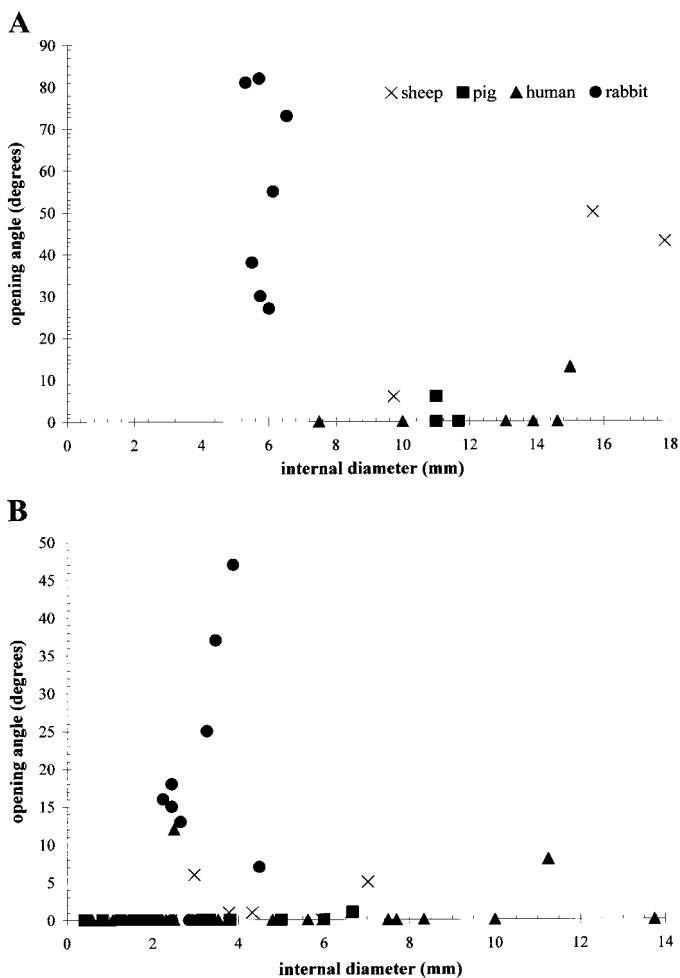 A
90
80
70
60
50
40
30
20
10
0
opening angle (degrees)
sheep pig human rabbit
0 2 4 6 8 10 12 14 16 18
internal diameter (mm)
B
50
45
40
35
30
25
20
15
10
5
0
opening angle (degrees)
0 2 4 6 8 10 12 14
internal diameter (mm)